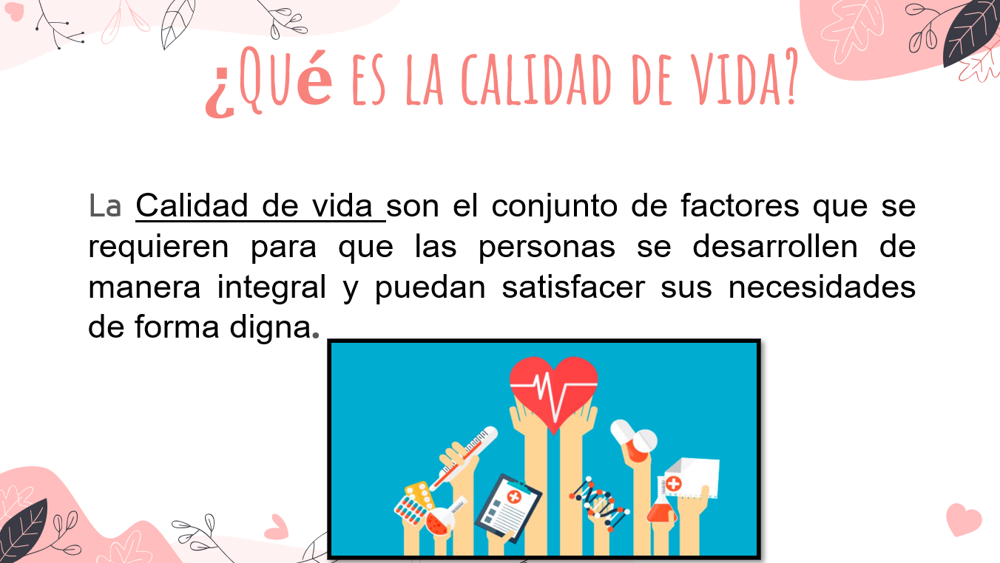 ¿QUé ES LA CALIDAD DE VIDA?
La Calidad de vida son el conjunto de factores que se
requieren para que las personas se desarrollen de
manera integral y puedan satisfacer sus necesidades
de forma digna.